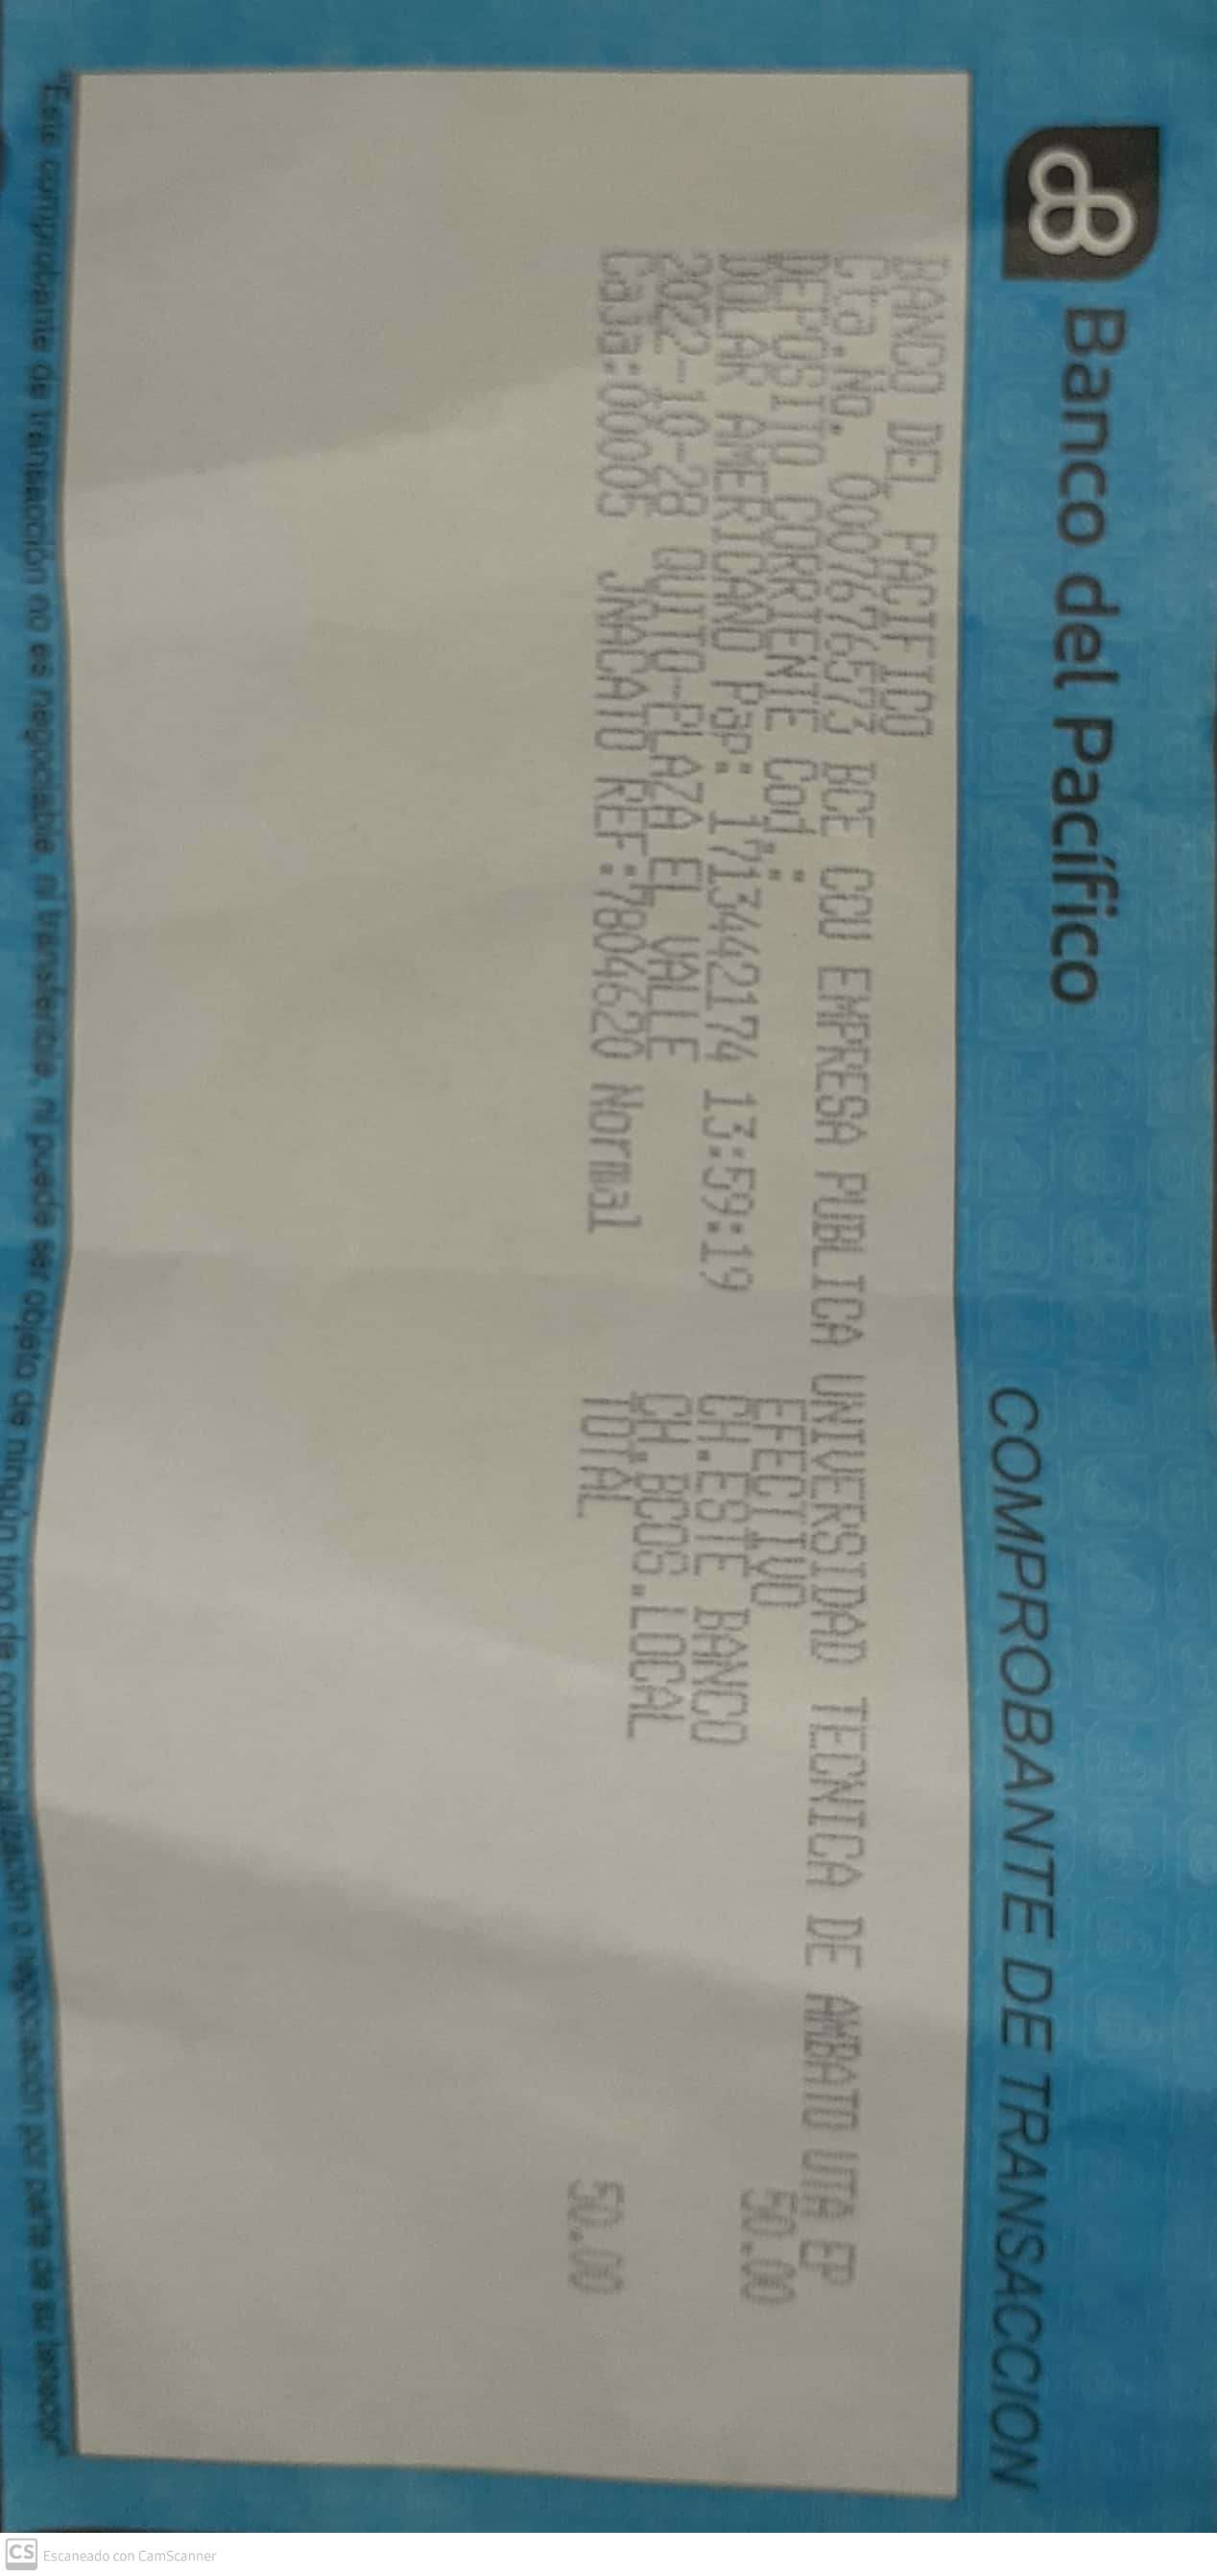 Banco del Pacífico
COMPROBANTE DE TRANSACCION
BANCO DEL PACIFICO
Cta.No. 0007676573 BCE CCU EMPRESA PUBLICA UNIVERSIDAD TECNICA DE AMBATO UTA EP
DEPOSITO CORRIENTE Cod.: EFECTIVO 50.00
DOLAR AMERICANO Pap: 1713442174 13:59:19 CH.ESTE BANCO
2022-10-28 QUITO-PLAZA EL VALLE CH.BCOS.LOCAL
Caja:00005 JNACATO REF:7804620 Normal TOTAL 50.00
"Este comprobante de transacción no es negociable, ni transferible, ni puede ser objeto de ningún tipo de comercialización o negociación por parte de su tenedor"
CS Escaneado con CamScanner